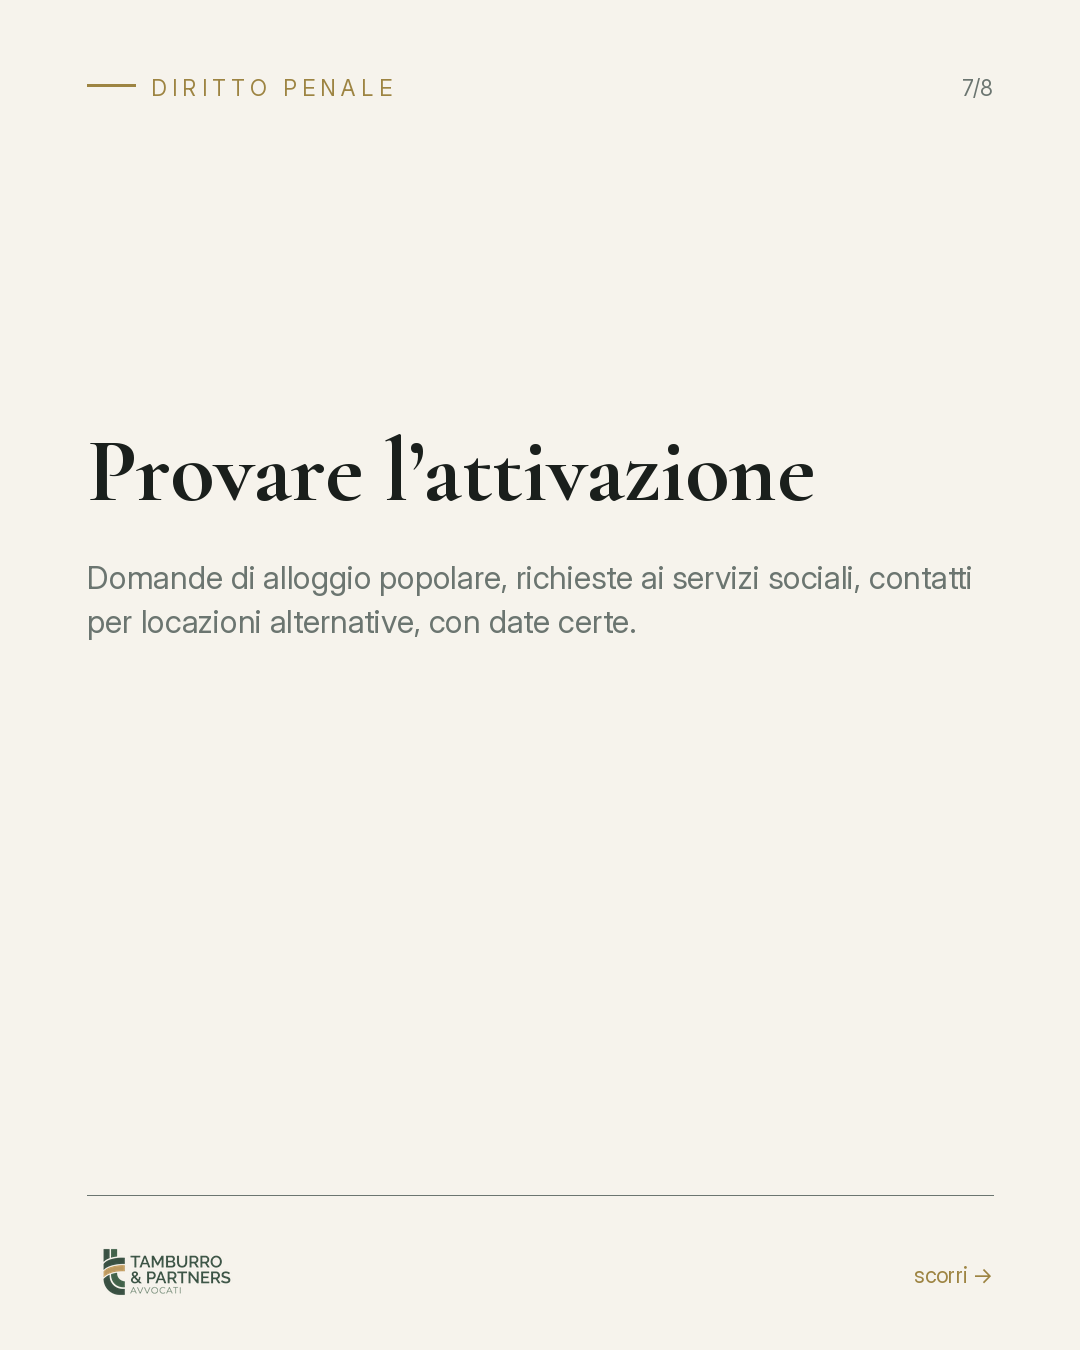 DIRITTO PENALE
7/8
Provare l’attivazione
Domande di alloggio popolare, richieste ai servizi sociali, contatti
per locazioni alternative, con date certe.
TAMBURRO
& PARTNERS
AVVOCATI
scorri →